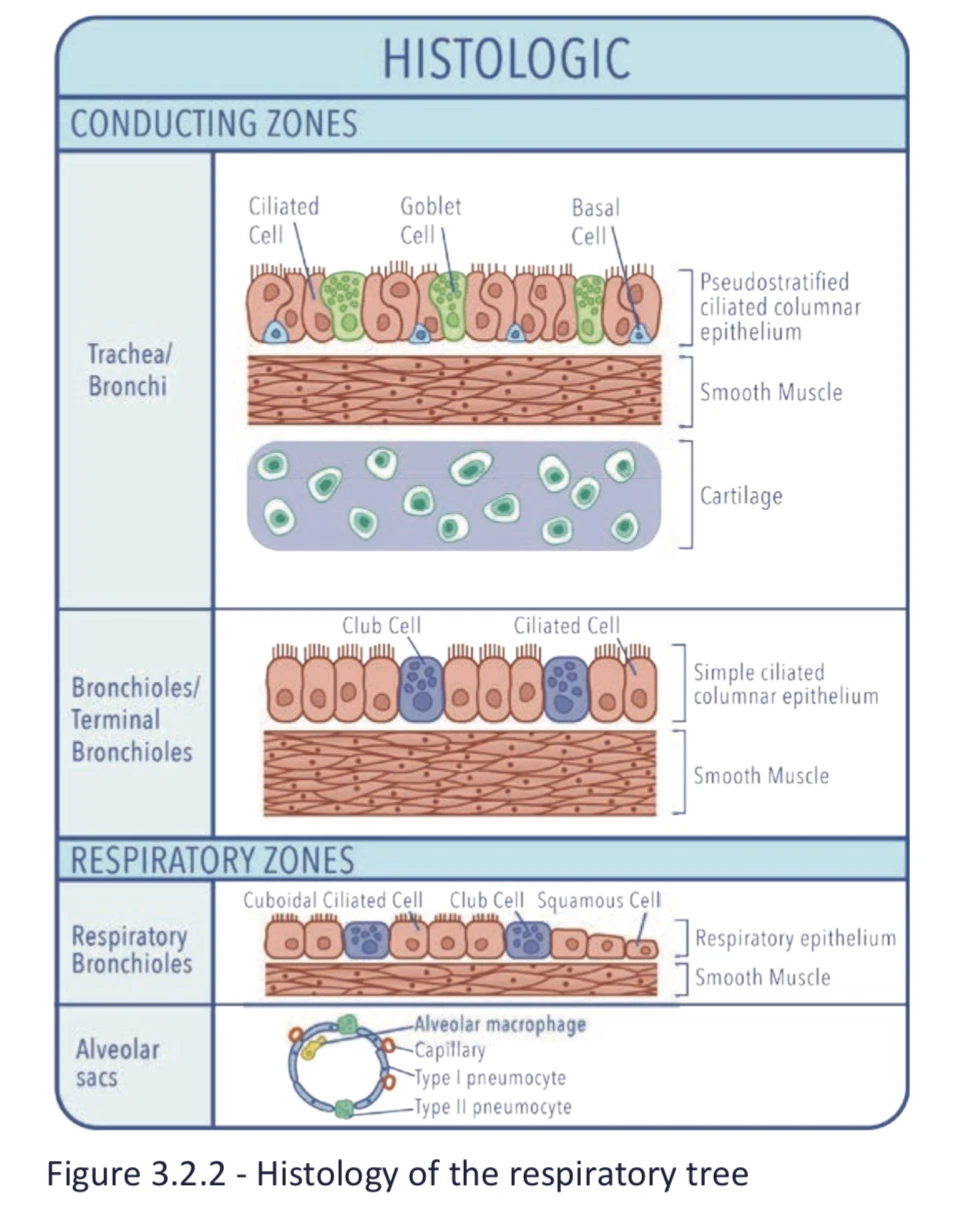 HISTOLOGIC
CONDUCTING ZONES
Trachea/
Bronchi
Ciliated
Cell
Goblet
Cell
Basal
Cell
Pseudostratified
ciliated columnar
epithelium
Smooth Muscle
Cartilage
Bronchioles/
Terminal
Bronchioles
Club Cell
Ciliated Cell
Simple ciliated
columnar epithelium
Smooth Muscle
RESPIRATORY ZONES
Respiratory
Bronchioles
Cuboidal Ciliated Cell
Club Cell
Squamous Cell
Respiratory epithelium
Smooth Muscle
Alveolar
sacs
Alveolar macrophage
Capillary
Type I pneumocyte
Type II pneumocyte
Figure 3.2.2 - Histology of the respiratory tree